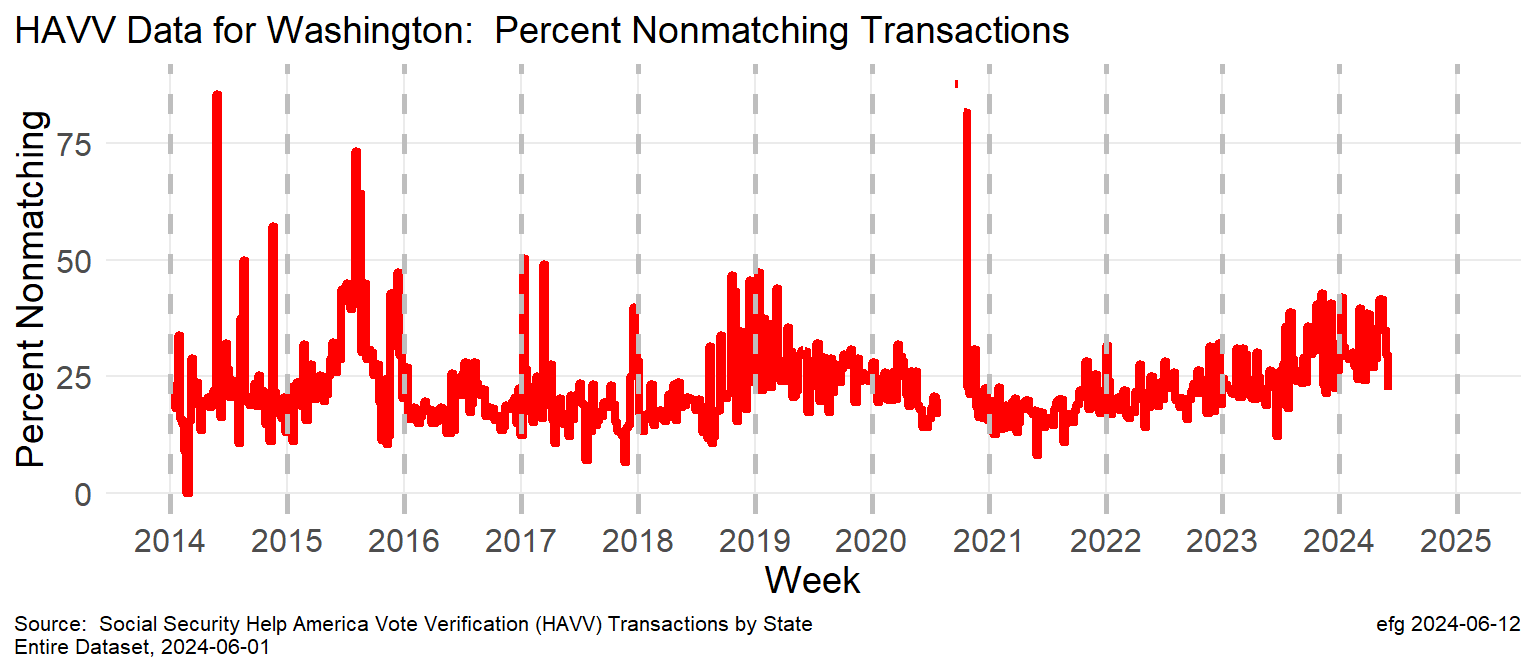 HAVV Data for Washington:  Percent Nonmatching Transactions
Percent Nonmatching
75
50
25
0
2014 2015 2016 2017 2018 2019 2020 2021 2022 2023 2024 2025
Week
Source:  Social Security Help America Vote Verification (HAVV) Transactions by State
Entire Dataset, 2024-06-01
efg 2024-06-12